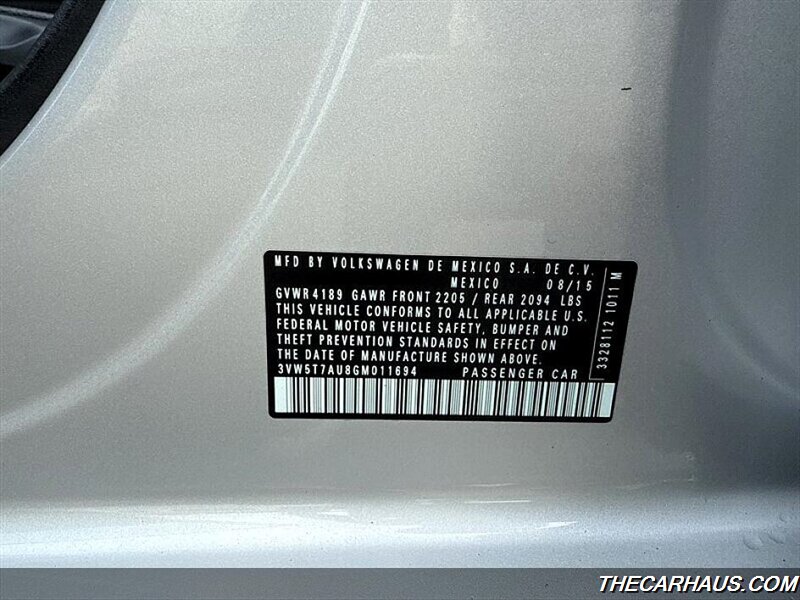 MFD BY VOLKSWAGEN DE MEXICO S.A. DE C.V.
MEXICO 08/15
GVWR 4189 GAWR FRONT 2205 / REAR 2094 LBS
THIS VEHICLE CONFORMS TO ALL APPLICABLE U.S.
FEDERAL MOTOR VEHICLE SAFETY, BUMPER AND
THEFT PREVENTION STANDARDS IN EFFECT ON
THE DATE OF MANUFACTURE SHOWN ABOVE.
3VW5T7AU8GM011694 PASSENGER CAR
3328112 1011 M
THECARHAUS.COM